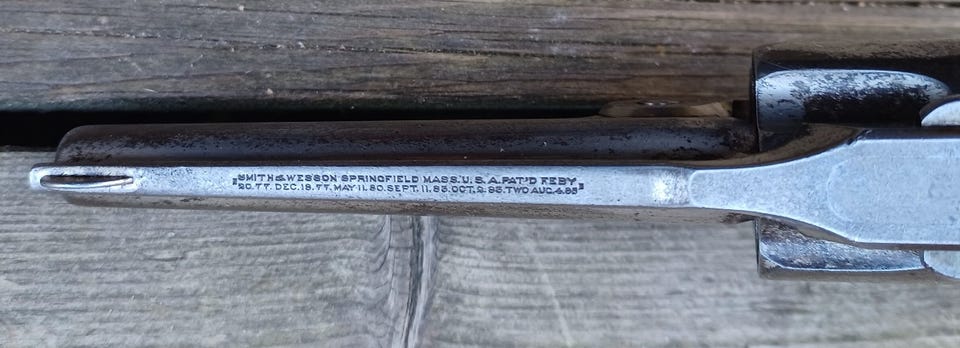 SMITH & WESSON SPRINGFIELD MASS. U.S.A. PAT'D FEBY
20.77. DEC.18.77. MAY 11.80. SEPT. 11.83. OCT. 2.83. TWO AUG. 4.85